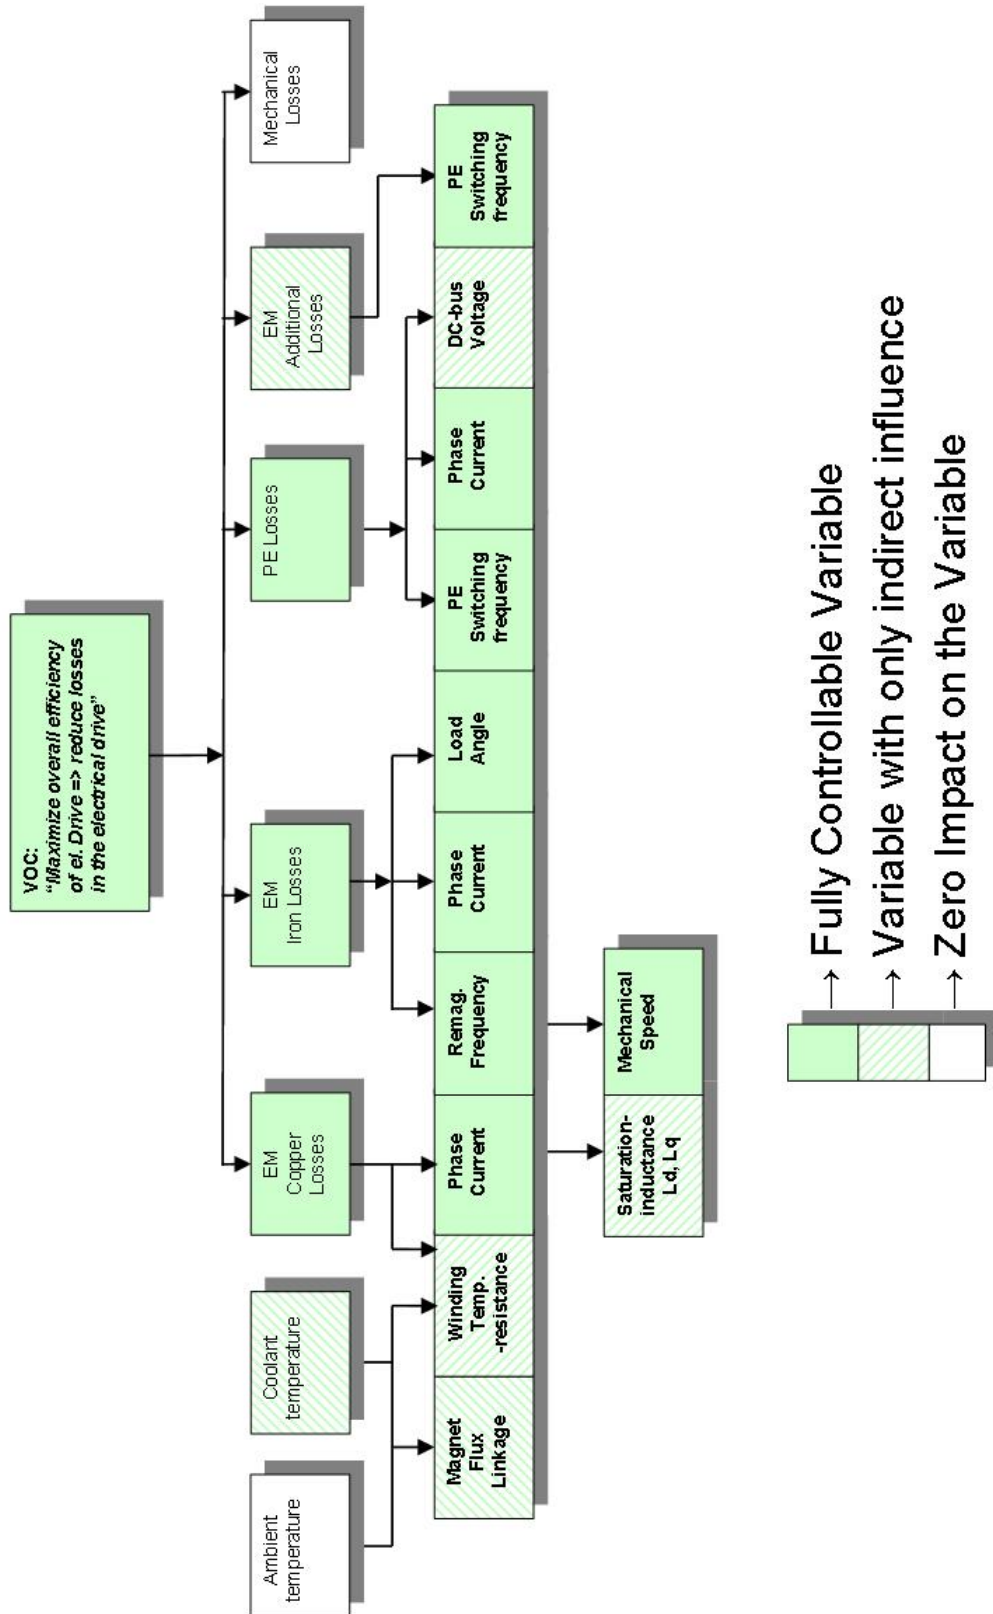 VOC:
“Maximize overall efficiency
of el. Drive => reduce losses
in the electrical drive”
Ambient
temperature
Coolant
temperature
EM
Copper
Losses
EM
Iron Losses
PE Losses
EM
Additional
Losses
Mechanical
Losses
Magnet
Flux
Linkage
Winding
Temp.
-resistance
Phase
Current
Remag.
Frequency
Phase
Current
Load
Angle
PE
Switching
frequency
Phase
Current
DC-bus
Voltage
PE
Switching
frequency
Saturation-
inductance
Ld, Lq
Mechanical
Speed
→ Fully Controllable Variable
→ Variable with only indirect influence
→ Zero Impact on the Variable